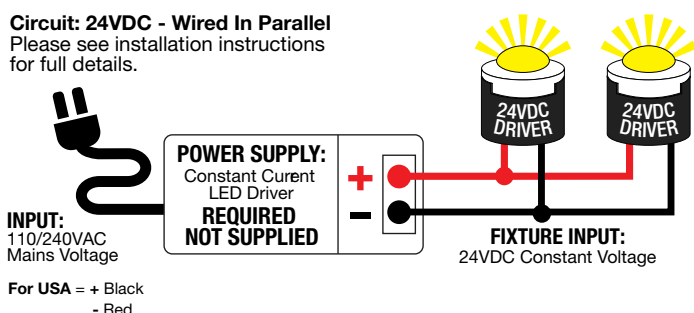 Circuit: 24VDC - Wired In Parallel
Please see installation instructions
for full details.
24VDC
DRIVER
24VDC
DRIVER
POWER SUPPLY:
Constant Current
LED Driver
REQUIRED
NOT SUPPLIED
+
-
INPUT:
110/240VAC
Mains Voltage
FIXTURE INPUT:
24VDC Constant Voltage
For USA = + Black
- Red